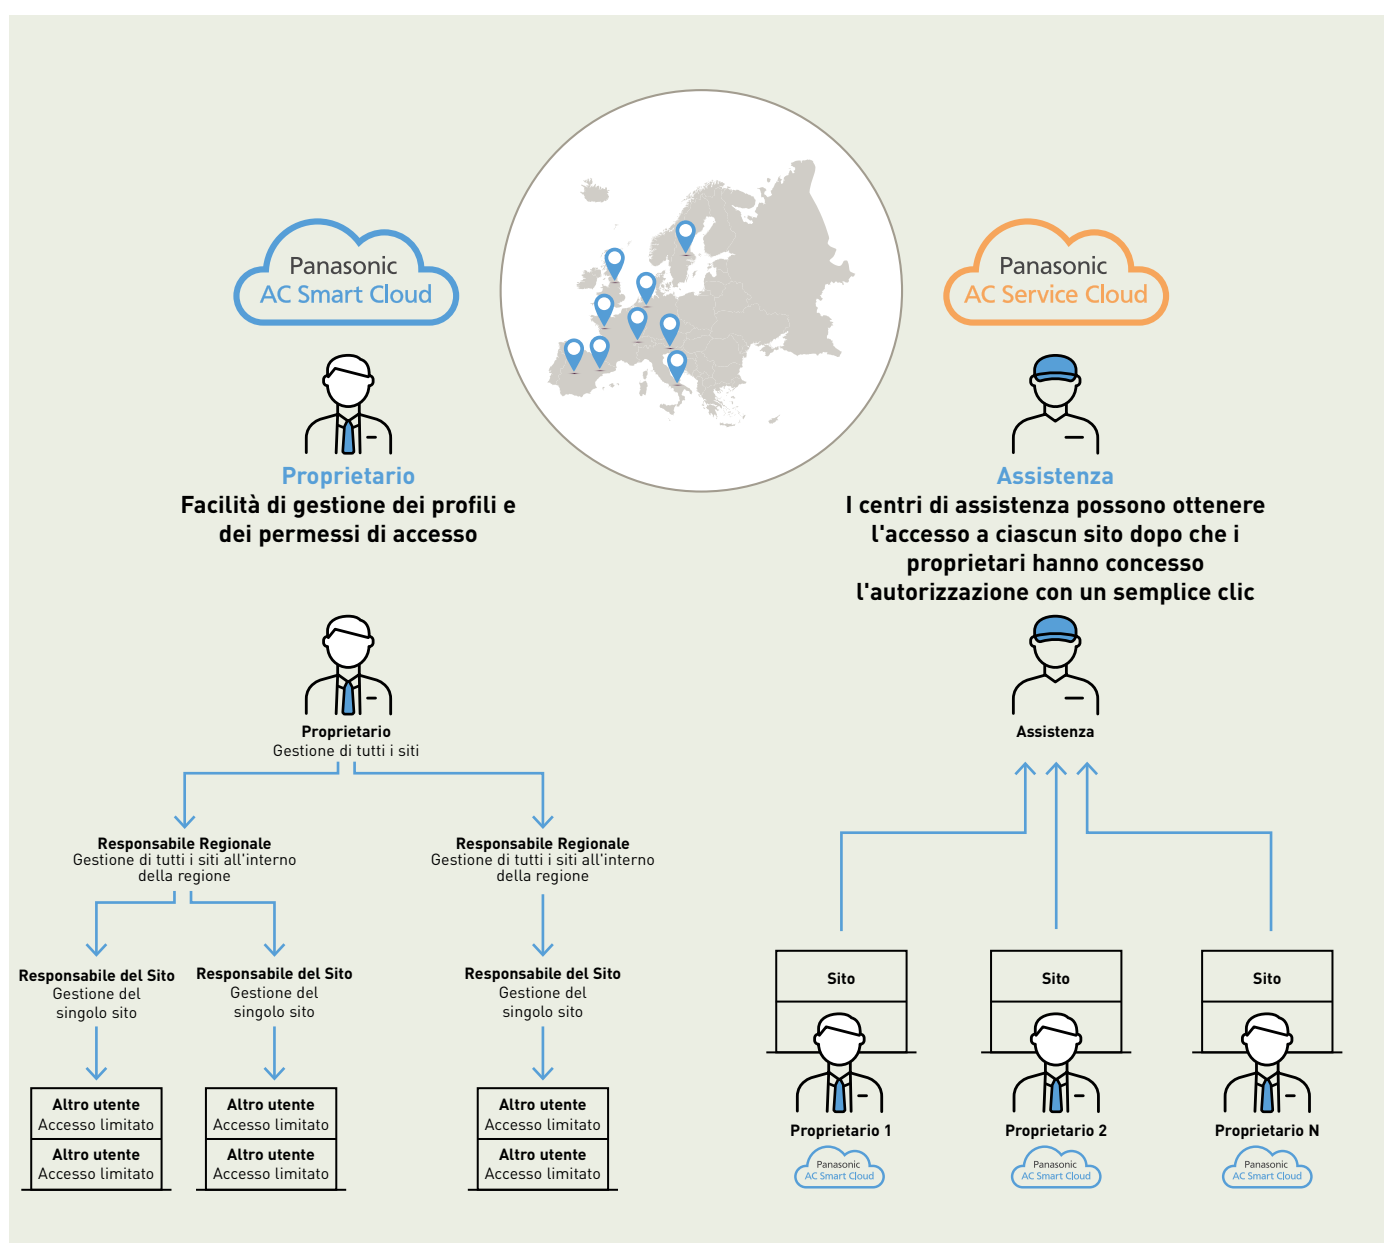 Panasonic
AC Smart Cloud
Proprietario
Facilità di gestione dei profili e
dei permessi di accesso
Panasonic
AC Service Cloud
Assistenza
I centri di assistenza possono ottenere
l'accesso a ciascun sito dopo che i
proprietari hanno concesso
l'autorizzazione con un semplice clic
Proprietario
Gestione di tutti i siti
Responsabile Regionale
Gestione di tutti i siti all'interno
della regione
Responsabile Regionale
Gestione di tutti i siti all'interno
della regione
Responsabile del Sito
Gestione del
singolo sito
Responsabile del Sito
Gestione del
singolo sito
Responsabile del Sito
Gestione del
singolo sito
Altro utente
Accesso limitato
Altro utente
Accesso limitato
Altro utente
Accesso limitato
Altro utente
Accesso limitato
Altro utente
Accesso limitato
Altro utente
Accesso limitato
Assistenza
Sito
Proprietario 1
Panasonic
AC Smart Cloud
Sito
Proprietario 2
Panasonic
AC Smart Cloud
Sito
Proprietario N
Panasonic
AC Smart Cloud